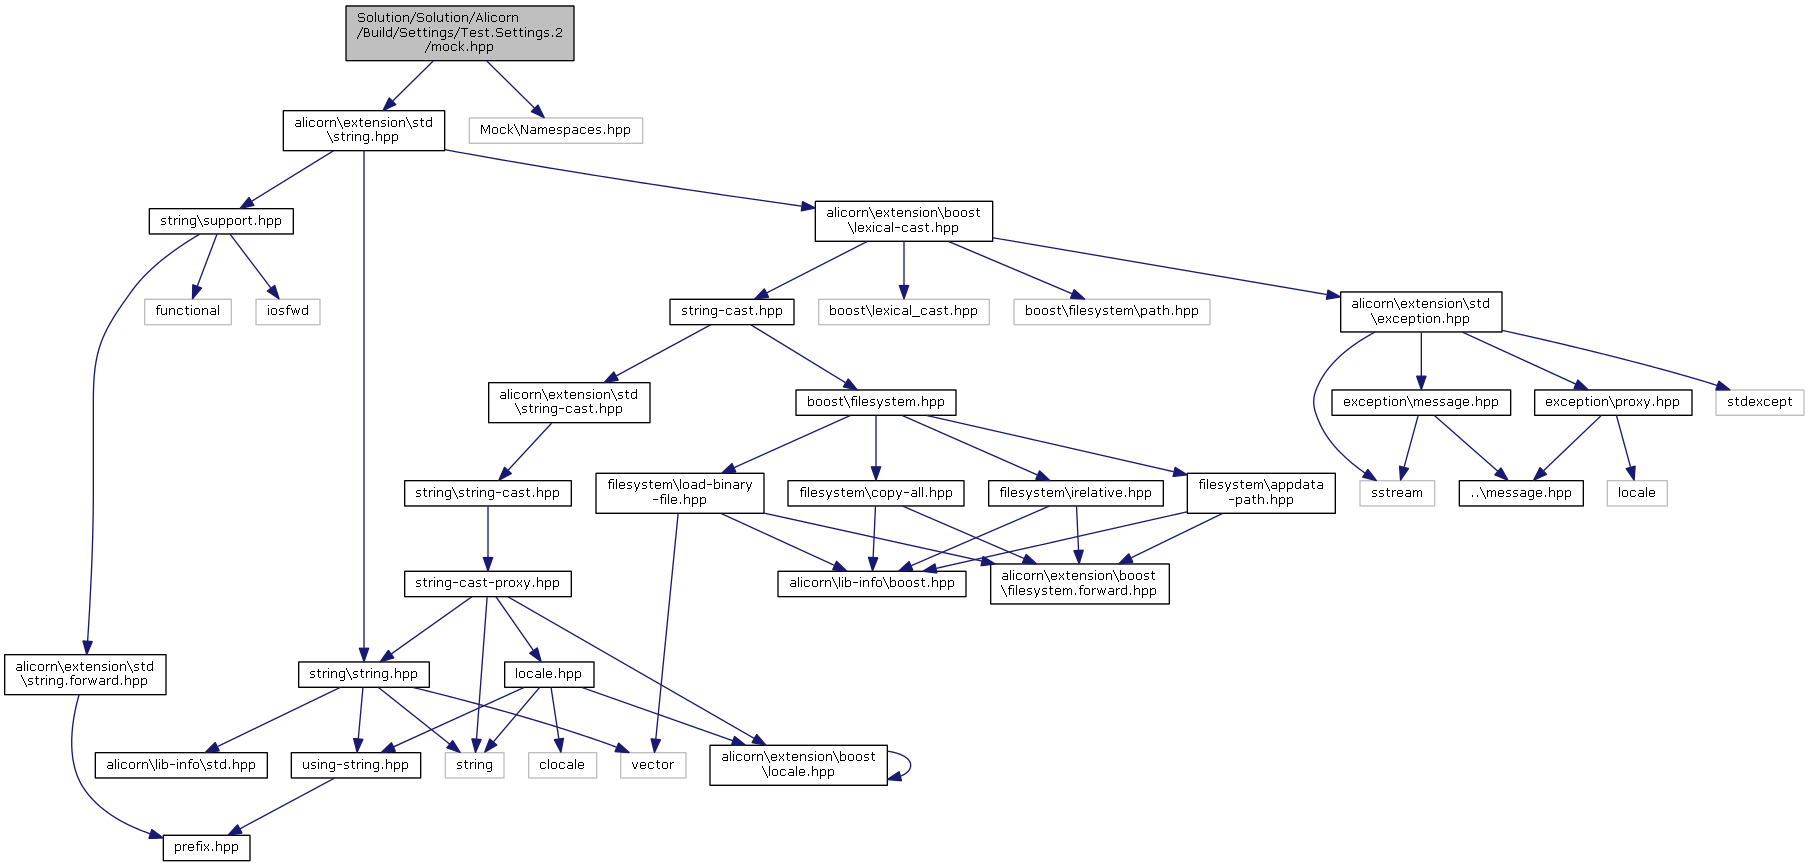 Solution/Solution/Alicorn
/Build/Settings/Test.Settings.2
/mock.hpp
alicorn\extension\std
\string.hpp
Mock\Namespaces.hpp
string\support.hpp
alicorn\extension\boost
\lexical-cast.hpp
functional
iosfwd
string-cast.hpp
boost\lexical_cast.hpp
boost\filesystem\path.hpp
alicorn\extension\std
\exception.hpp
alicorn\extension\std
\string-cast.hpp
boost\filesystem.hpp
exception\message.hpp
exception\proxy.hpp
stdexcept
string\string-cast.hpp
filesystem\load-binary
-file.hpp
filesystem\copy-all.hpp
filesystem\irelative.hpp
filesystem\appdata
-path.hpp
sstream
..\message.hpp
locale
string-cast-proxy.hpp
alicorn\lib-info\boost.hpp
alicorn\extension\boost
\filesystem.forward.hpp
alicorn\extension\std
\string.forward.hpp
string\string.hpp
locale.hpp
alicorn\lib-info\std.hpp
using-string.hpp
string
clocale
vector
alicorn\extension\boost
\locale.hpp
prefix.hpp